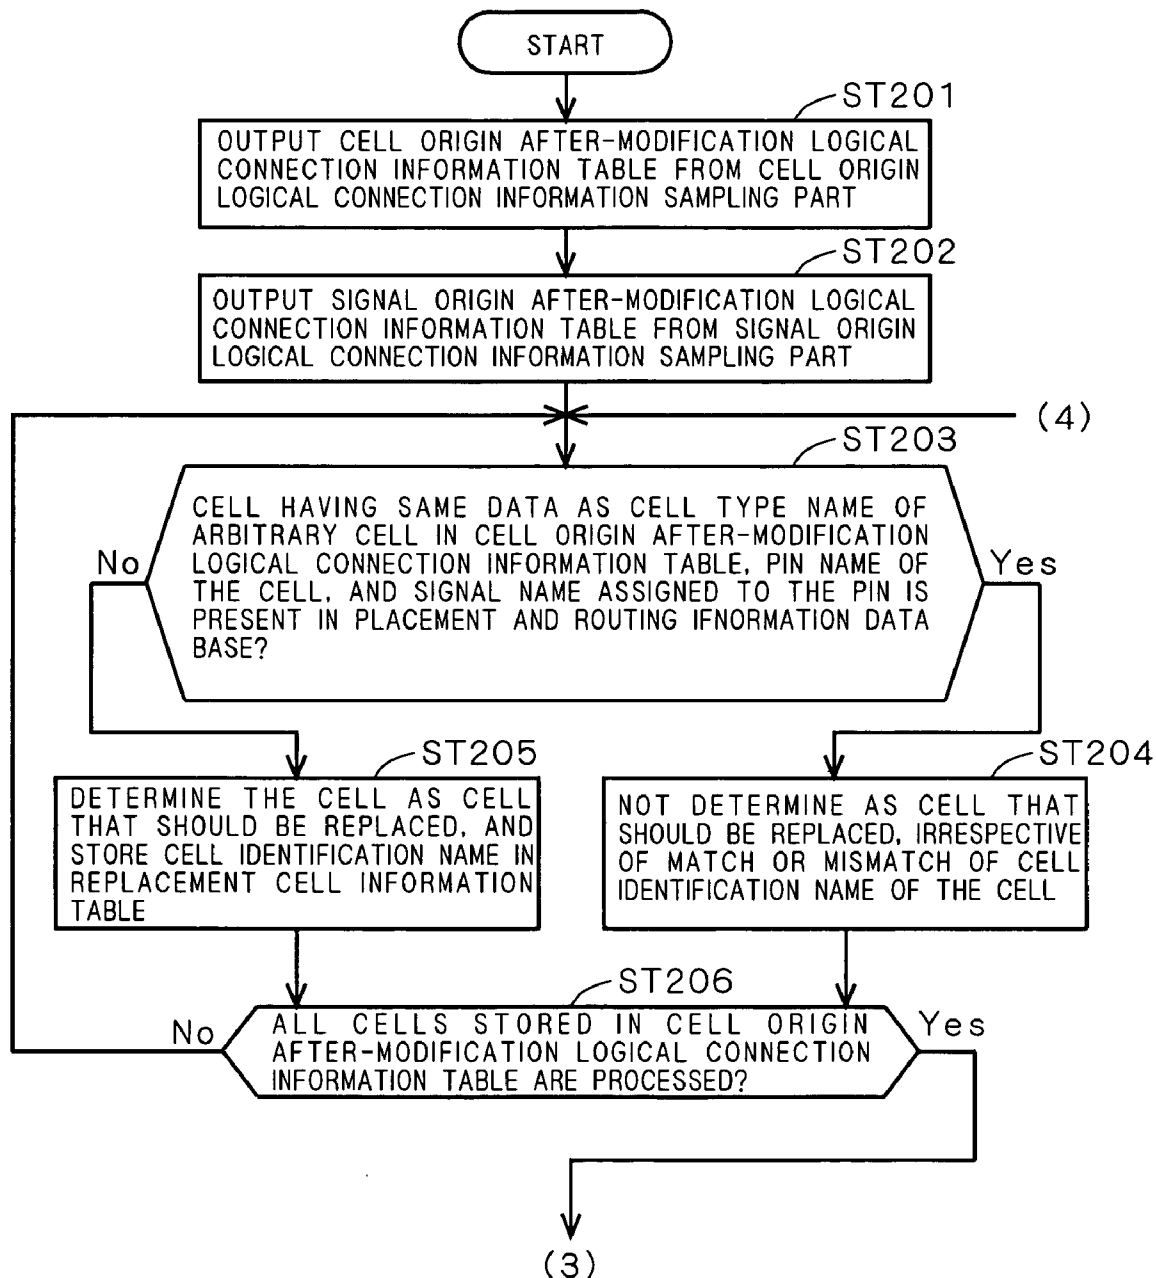 START
ST201
OUTPUT CELL ORIGIN AFTER-MODIFICATION LOGICAL
CONNECTION INFORMATION TABLE FROM CELL ORIGIN
LOGICAL CONNECTION INFORMATION SAMPLING PART
ST202
OUTPUT SIGNAL ORIGIN AFTER-MODIFICATION LOGICAL
CONNECTION INFORMATION TABLE FROM SIGNAL ORIGIN
LOGICAL CONNECTION INFORMATION SAMPLING PART
(4)
ST203
CELL HAVING SAME DATA AS CELL TYPE NAME OF
ARBITRARY CELL IN CELL ORIGIN AFTER-MODIFICATION
LOGICAL CONNECTION INFORMATION TABLE, PIN NAME OF
THE CELL, AND SIGNAL NAME ASSIGNED TO THE PIN IS
PRESENT IN PLACEMENT AND ROUTING IFNORMATION DATA
BASE?
No
Yes
ST205
DETERMINE THE CELL AS CELL
THAT SHOULD BE REPLACED, AND
STORE CELL IDENTIFICATION NAME IN
REPLACEMENT CELL INFORMATION
TABLE
ST204
NOT DETERMINE AS CELL THAT
SHOULD BE REPLACED, IRRESPECTIVE
OF MATCH OR MISMATCH OF CELL
IDENTIFICATION NAME OF THE CELL
ST206
ALL CELLS STORED IN CELL ORIGIN
AFTER-MODIFICATION LOGICAL CONNECTION
INFORMATION TABLE ARE PROCESSED?
No
Yes
(3)